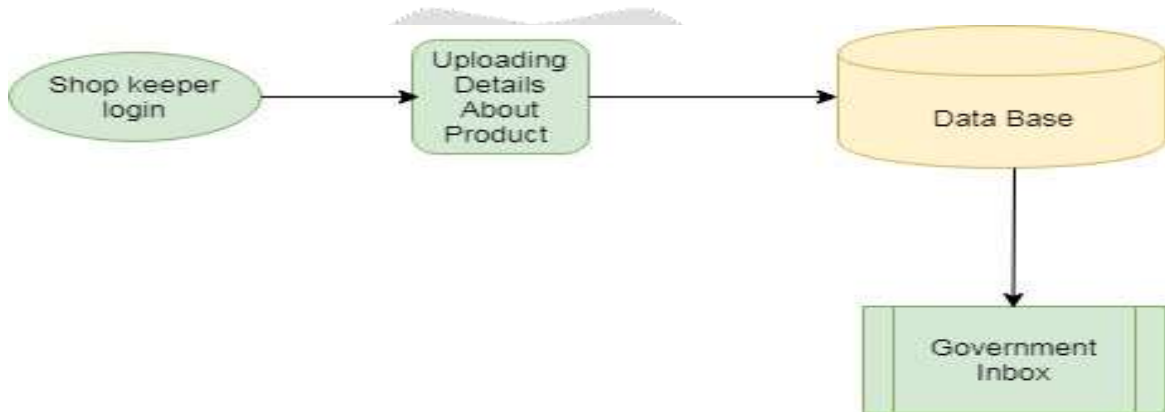 Shop keeper
login
Uploading
Details
About
Product
Data Base
Government
Inbox